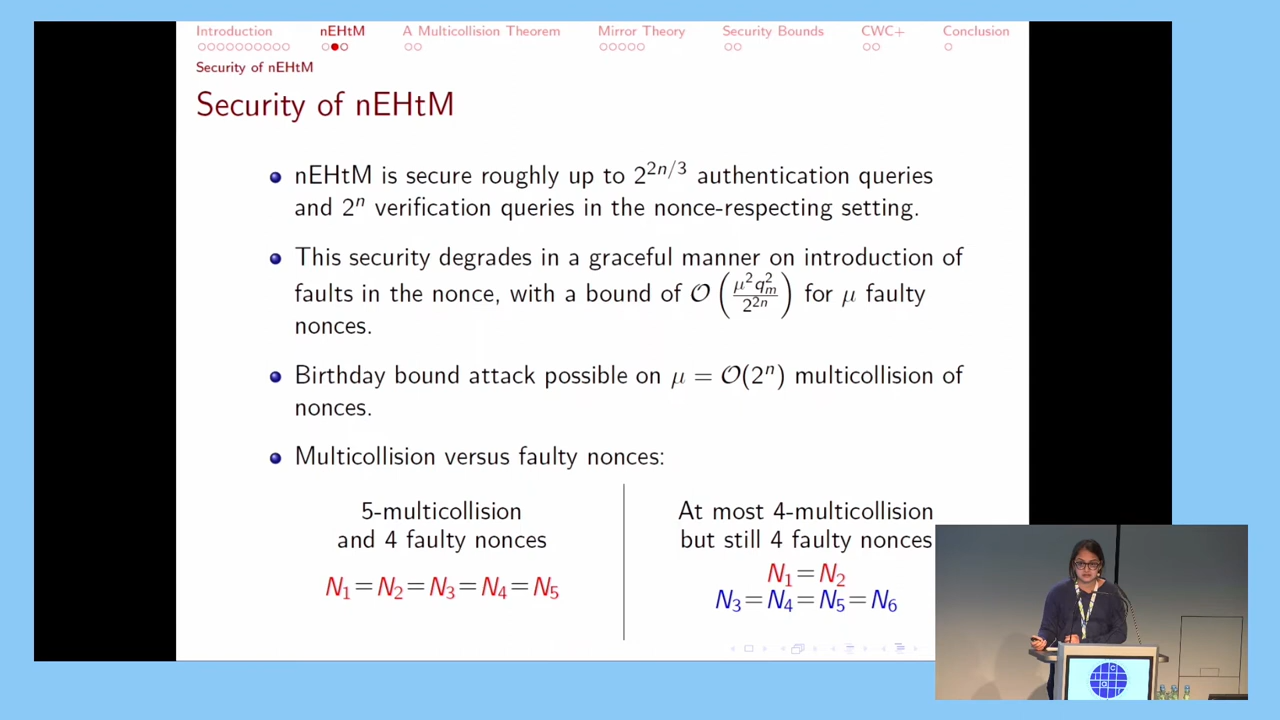 Introduction nEHtM A Multicollision Theorem Mirror Theory Security Bounds CWC+ Conclusion
Security of nEHtM
Security of nEHtM
nEHtM is secure roughly up to 2^{2n/3} authentication queries
and 2^n verification queries in the nonce-respecting setting.
This security degrades in a graceful manner on introduction of
faults in the nonce, with a bound of 𝒪(μ²q_m²/2^{2n}) for μ faulty
nonces.
Birthday bound attack possible on μ = 𝒪(2^n) multicollision of
nonces.
Multicollision versus faulty nonces:
5-multicollision
and 4 faulty nonces
N₁=N₂=N₃=N₄=N₅
At most 4-multicollision
but still 4 faulty nonces
N₁=N₂
N₃=N₄=N₅=N₆